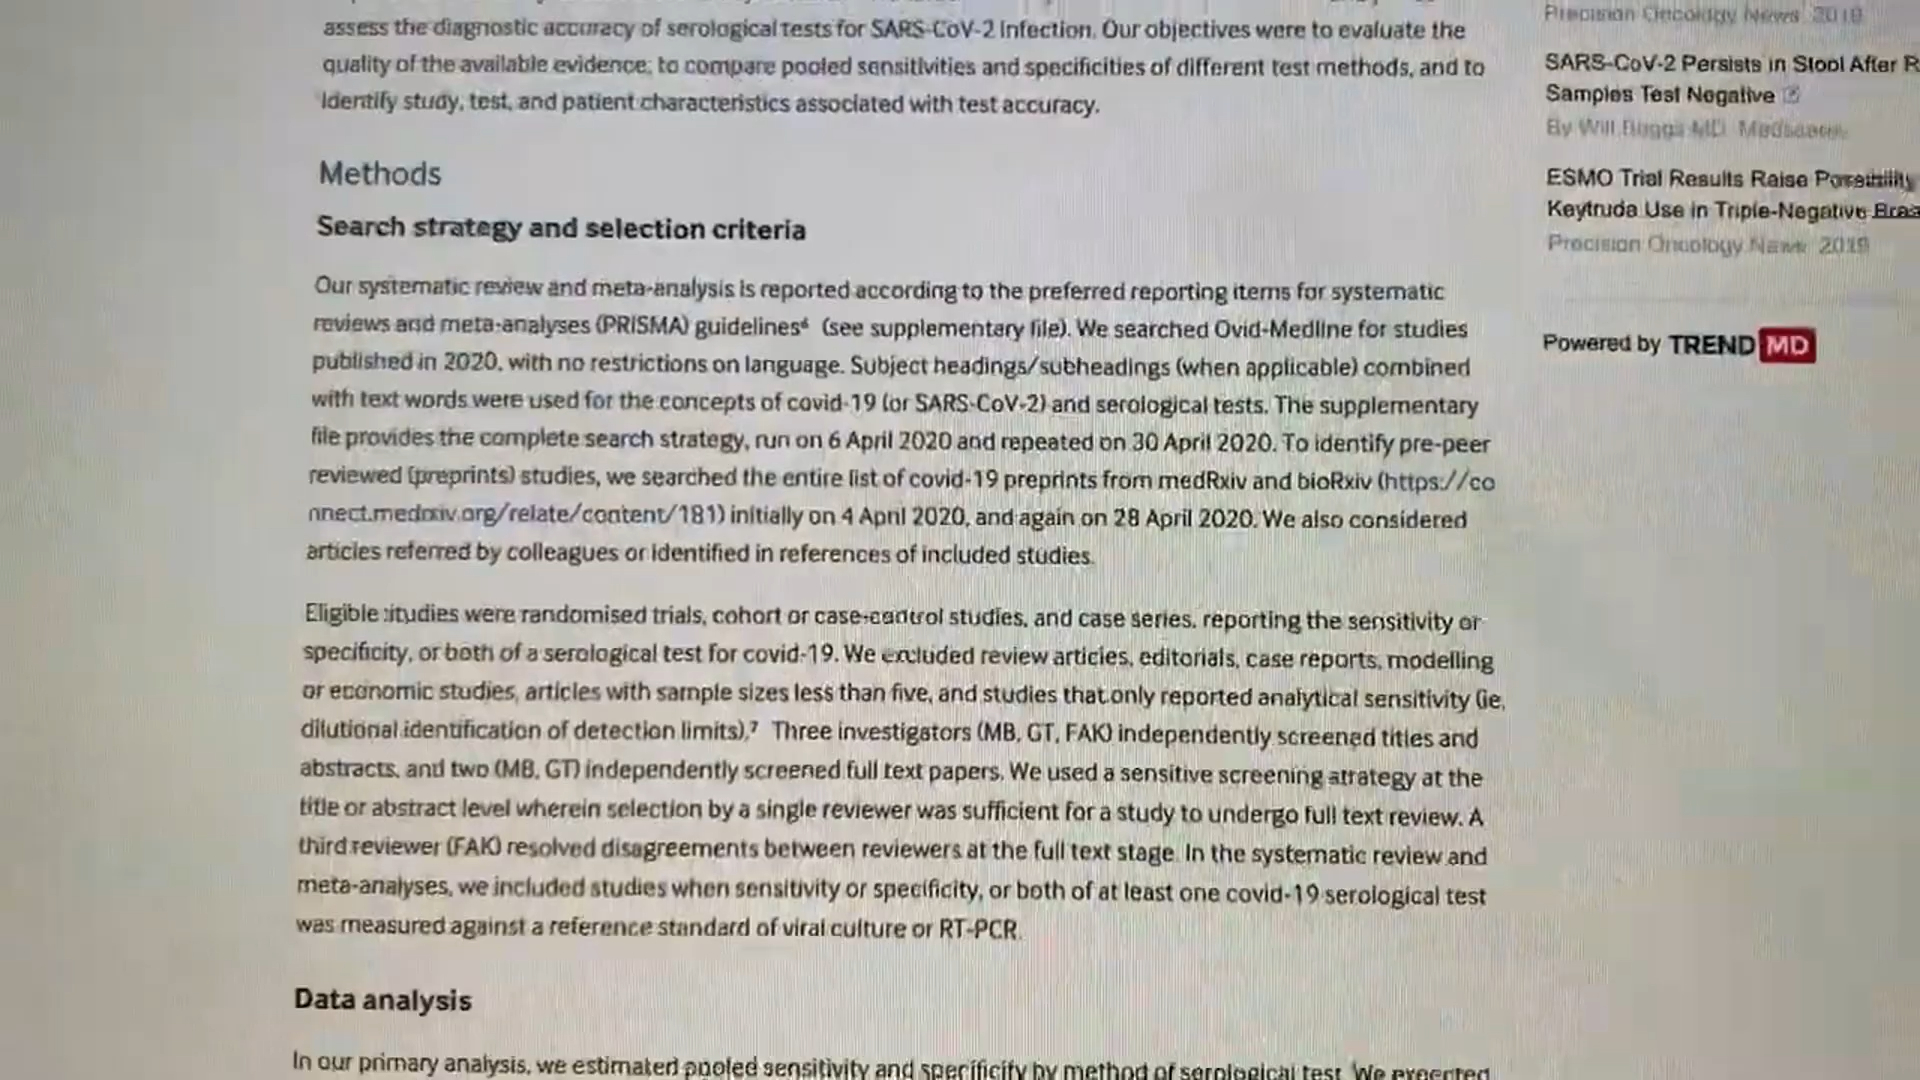 assess the diagnostic accuracy of serological tests for SARS-CoV-2 Infection. Our objectives were to evaluate the
quality of the available evidence; to compare pooled sensitivities and specificities of different test methods, and to
identify study, test, and patient characteristics associated with test accuracy.
Methods
Search strategy and selection criteria
Our systematic review and meta-analysis is reported according to the preferred reporting items for systematic
reviews and meta-analyses (PRISMA) guidelines⁶ (see supplementary file). We searched Ovid-Medline for studies
published in 2020, with no restrictions on language. Subject headings/subheadings (when applicable) combined
with text words were used for the concepts of covid-19 (or SARS-CoV-2) and serological tests. The supplementary
file provides the complete search strategy, run on 6 April 2020 and repeated on 30 April 2020. To identify pre-peer
reviewed (preprints) studies, we searched the entire list of covid-19 preprints from medRxiv and bioRxiv (https://co
nnect.medrxiv.org/relate/content/181) initially on 4 April 2020, and again on 28 April 2020. We also considered
articles referred by colleagues or identified in references of included studies.
Eligible studies were randomised trials, cohort or case-control studies, and case series, reporting the sensitivity or
specificity, or both of a serological test for covid-19. We excluded review articles, editorials, case reports, modelling
or economic studies, articles with sample sizes less than five, and studies that only reported analytical sensitivity (ie,
dilutional identification of detection limits).⁷ Three investigators (MB, GT, FAK) independently screened titles and
abstracts, and two (MB, GT) independently screened full text papers. We used a sensitive screening strategy at the
title or abstract level wherein selection by a single reviewer was sufficient for a study to undergo full text review. A
third reviewer (FAK) resolved disagreements between reviewers at the full text stage. In the systematic review and
meta-analyses, we included studies when sensitivity or specificity, or both of at least one covid-19 serological test
was measured against a reference standard of viral culture or RT-PCR.
Data analysis
In our primary analysis, we estimated pooled sensitivity and specificity by method of serological test. We expected
Precision Oncology News 2019
SARS-CoV-2 Persists in Stool After R
Samples Test Negative
By Will Boggs MD
ESMO Trial Results Raise Possibility
Keytruda Use in Triple-Negative Brea
Precision Oncology News 2019
Powered by TREND MD